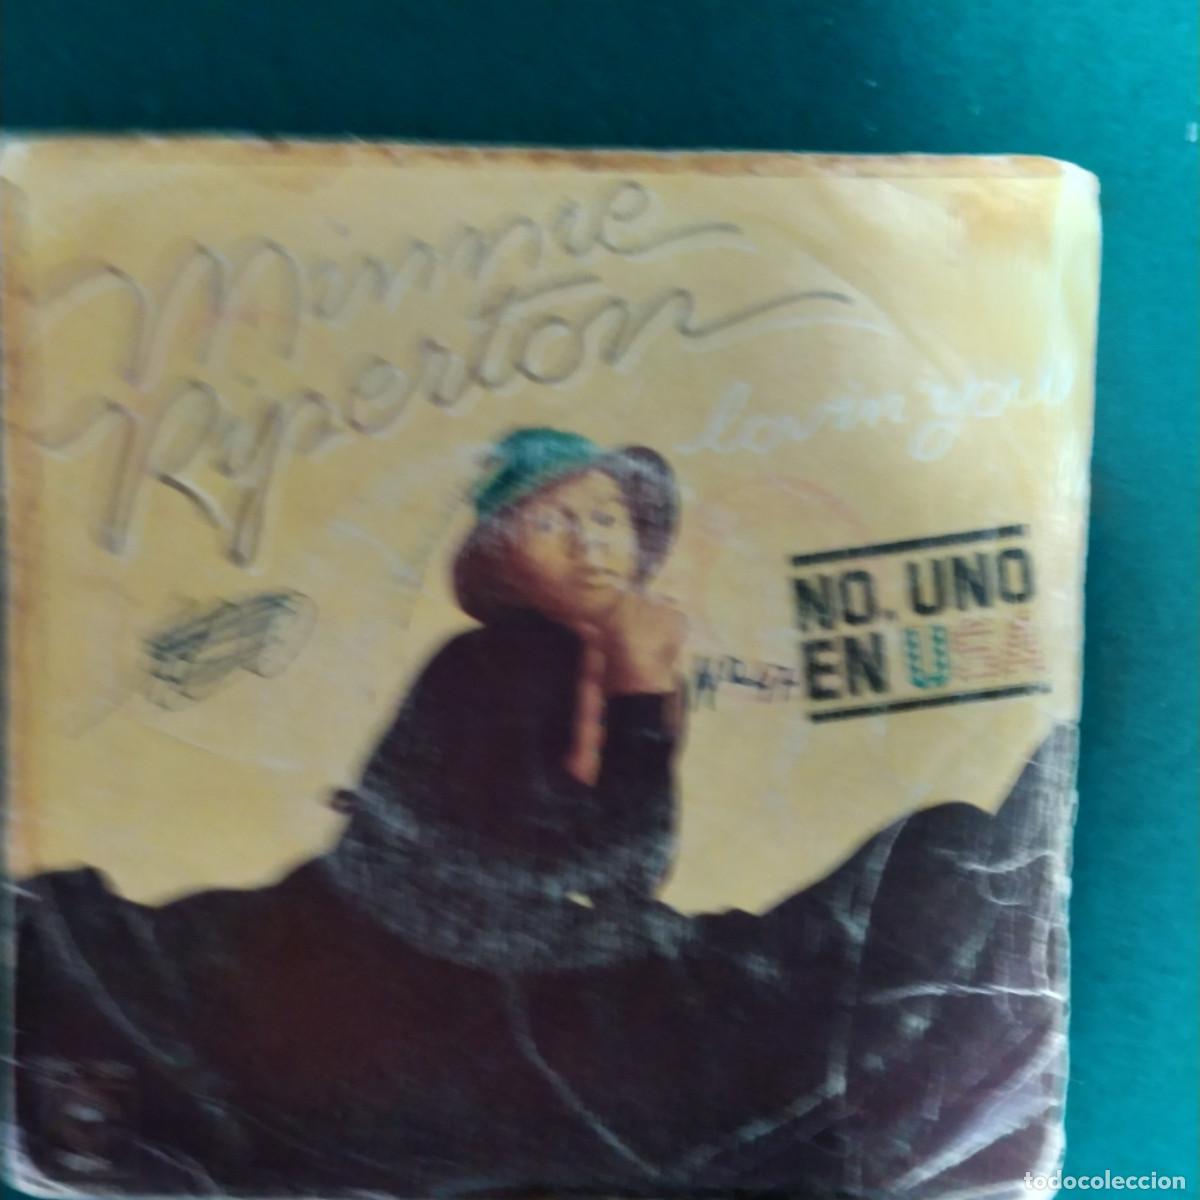 Minnie
Riperton
lovin' you
NO. UNO
EN USA
todocoleccion